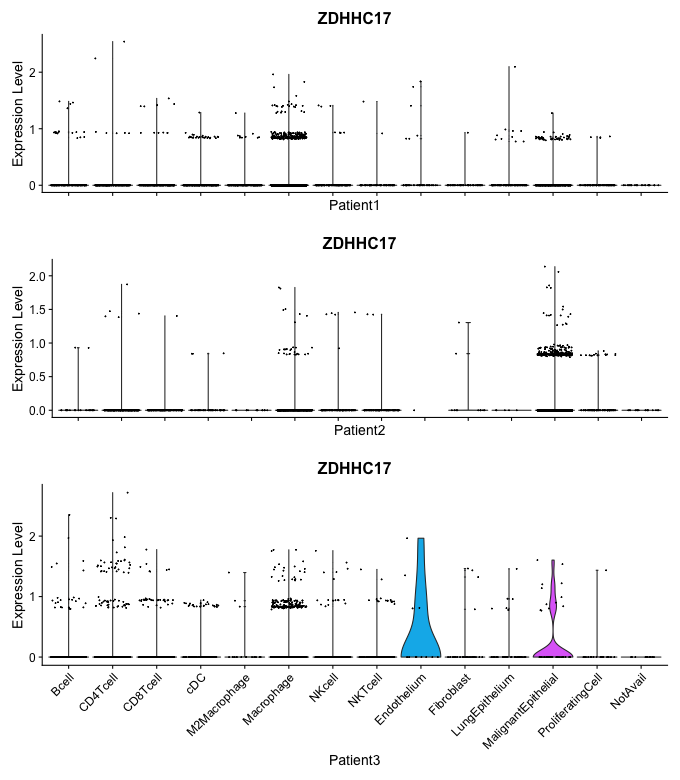 ZDHHC17
Expression Level
2
1
0
Patient1
ZDHHC17
Expression Level
2.0
1.5
1.0
0.5
0.0
Patient2
ZDHHC17
Expression Level
2
1
0
Bcell
CD4Tcell
CD8Tcell
cDC
M2Macrophage
Macrophage
NKcell
NKTcell
Endothelium
Fibroblast
LungEpithelium
MalignantEpithelial
ProliferatingCell
NotAvail
Patient3